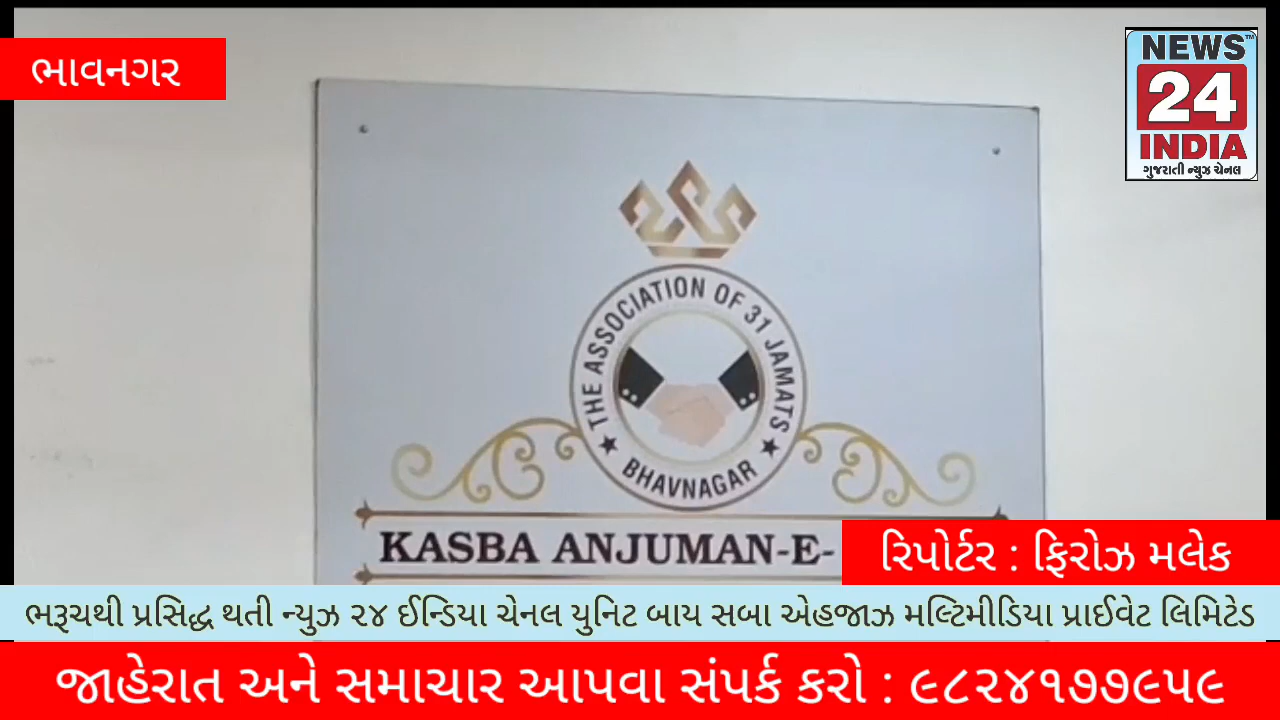 ભાવનગર
NEWS™
24
INDIA
ગુજરાતી ન્યુઝ ચેનલ
THE ASSOCIATION OF 31 JAMATS
★ BHAVNAGAR ★
KASBA ANJUMAN-E-
રિપોર્ટર : ફિરોઝ મલેક
ભરૂચથી પ્રસિદ્ધ થતી ન્યુઝ ૨૪ ઈન્ડિયા ચેનલ યુનિટ બાય સબા એહજાઝ મલ્ટિમીડિયા પ્રાઈવેટ લિમિટેડ
જાહેરાત અને સમાચાર આપવા સંપર્ક કરો : ૯૮૨૪૧૭૭૯૫૯